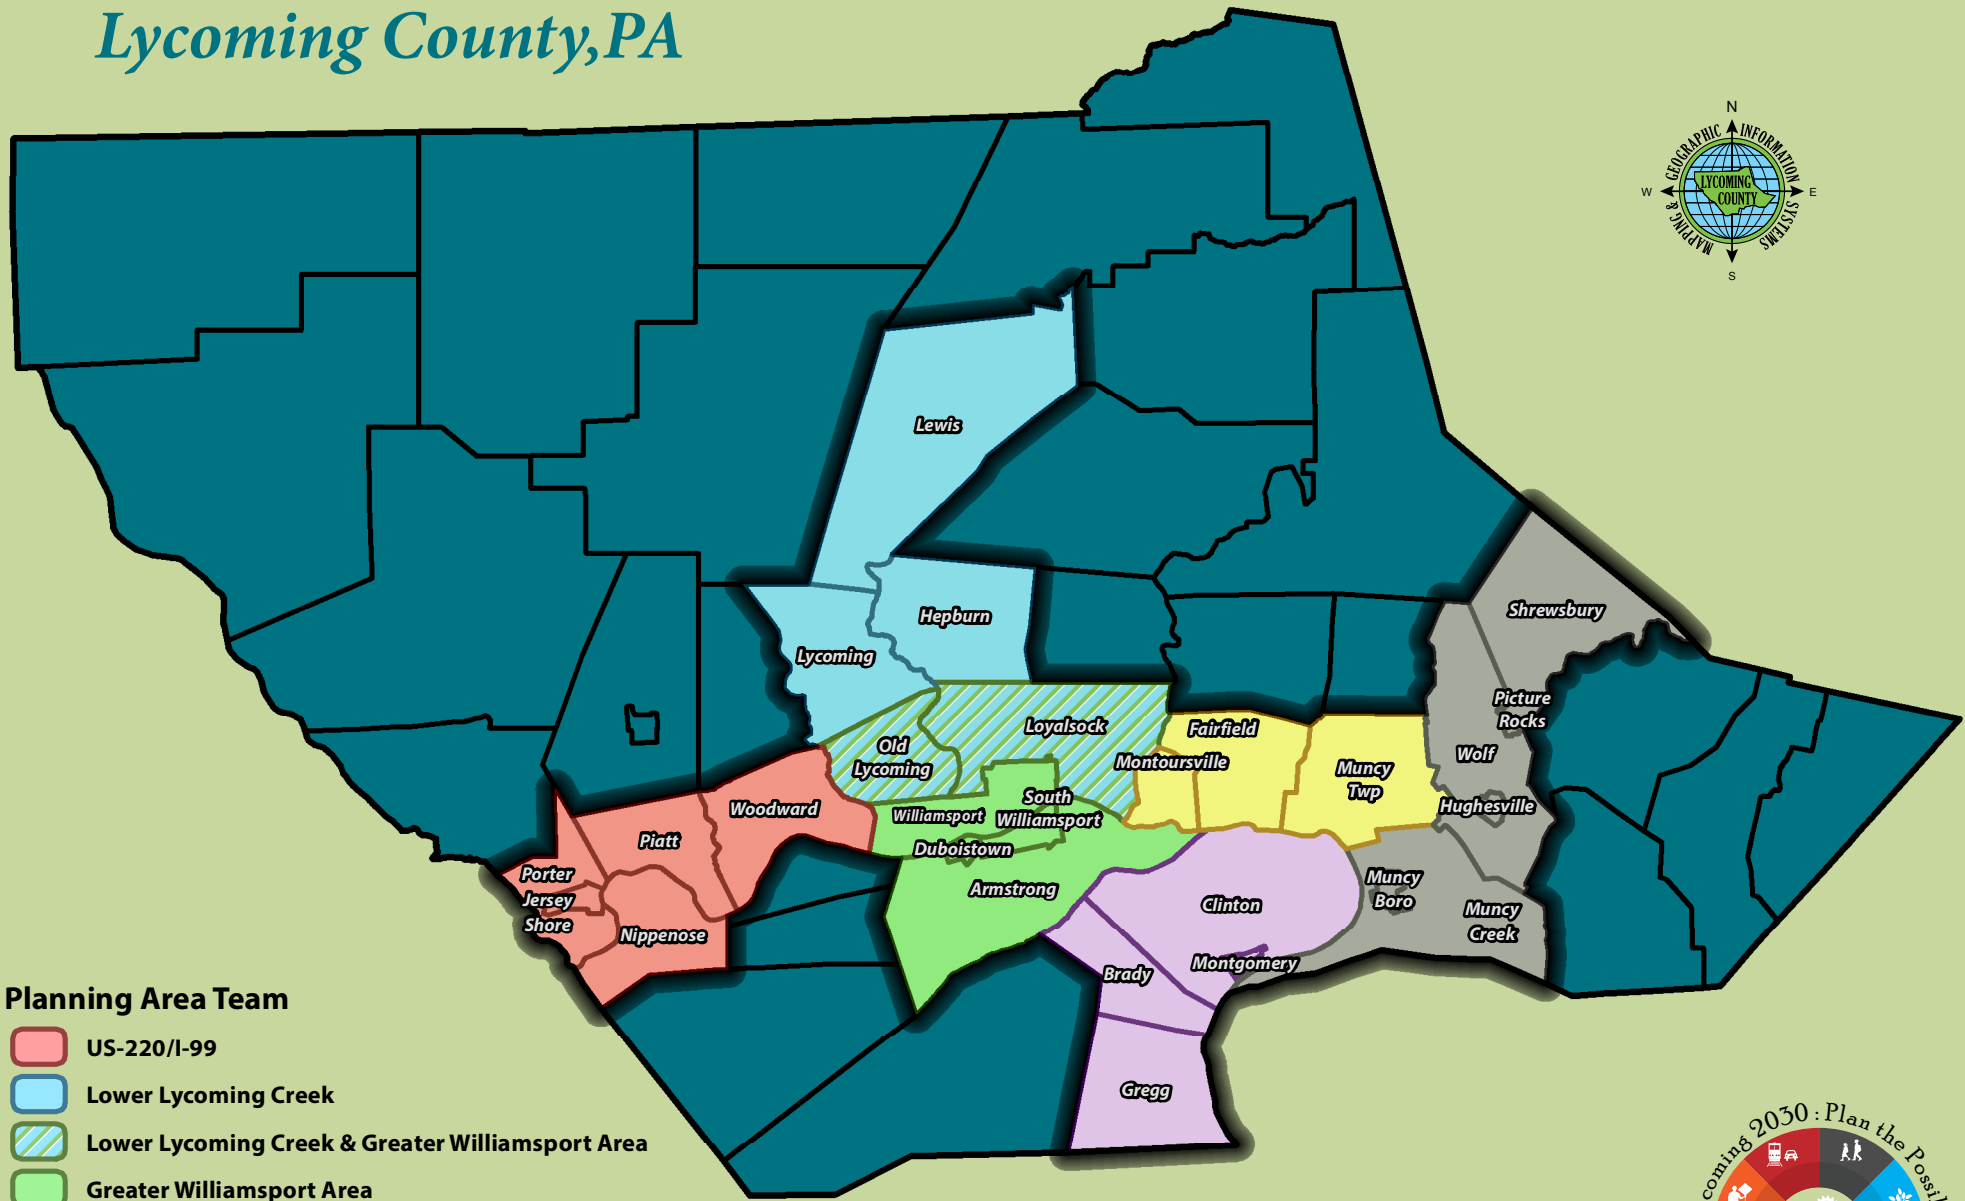 Lycoming County,PA
N
GEOGRAPHIC INFORMATION
W
LYCOMING
COUNTY
E
MAPPING & SYSTEMS
S
Lewis
Hepburn
Lycoming
Shrewsbury
Picture
Rocks
Loyalsock
Fairfield
Old
Lycoming
Montoursville
Wolf
Muncy
Twp
Woodward
South
Williamsport
Williamsport
Hughesville
Piatt
Duboistown
Porter
Jersey
Shore
Armstrong
Muncy
Boro
Clinton
Muncy
Creek
Nippenose
Montgomery
Brady
Gregg
Planning Area Team
US-220/I-99
Lower Lycoming Creek
Lower Lycoming Creek & Greater Williamsport Area
Greater Williamsport Area
coming 2030: Plan the Possi